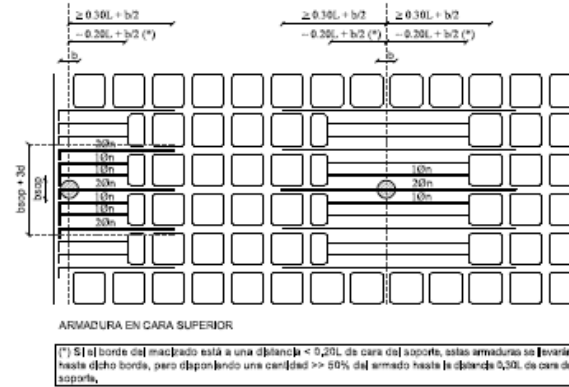 ≥ 0.30L + b/2 ≥ 0.30L + b/2 ≥ 0.30L + b/2
~0.20L + b/2 (*) ~0.20L + b/2 (*) ~0.20L + b/2 (*)
b b
2Øn
1Øn
1Øn 1Øn
2Øn 2Øn
1Øn 1Øn
1Øn
2Øn
bsop + 3d
bsop
ARMADURA EN CARA SUPERIOR
(*) Si el borde del macizado está a una distancia < 0,20L de cara del soporte, estas armaduras se llevarán
hasta dicho borde, pero disponiendo una cantidad >> 50% del armado hasta la distancia 0,30L de cara de
soporte.